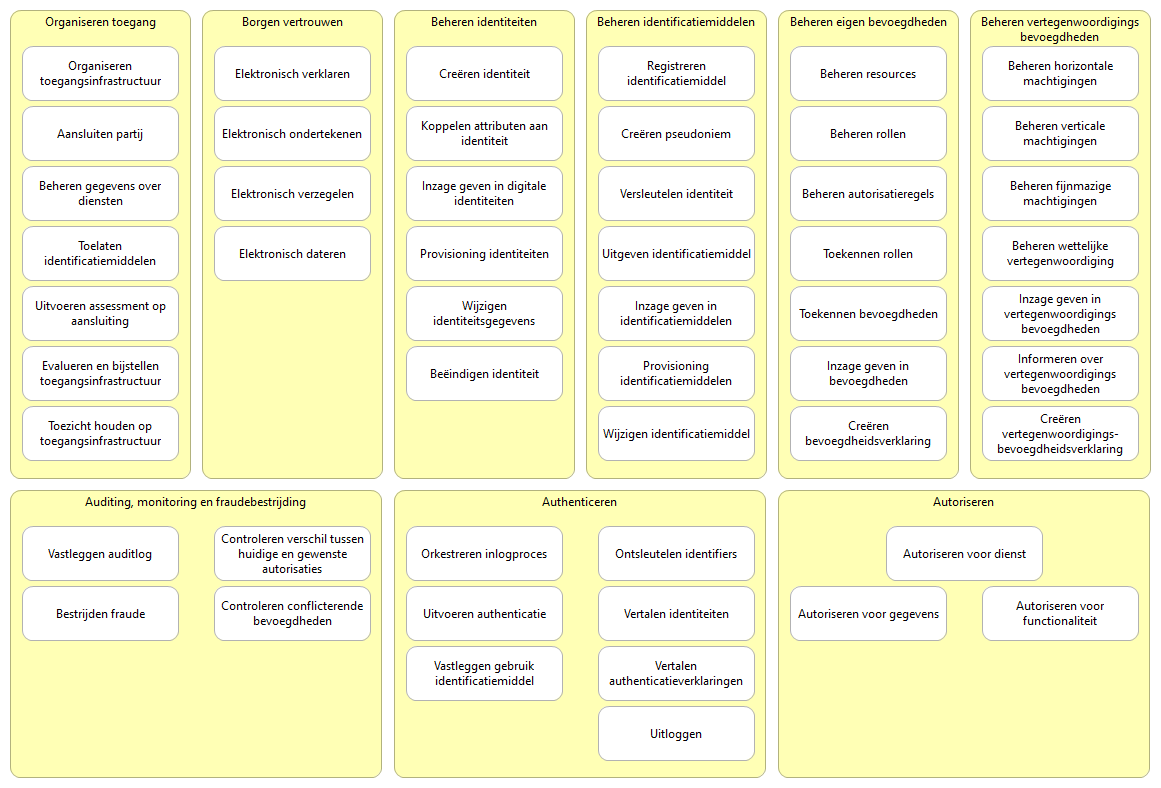 Organiseren toegang
Organiseren
toegangsinfrastructuur
Aansluiten partij
Beheren gegevens over
diensten
Toelaten
identificatiemiddelen
Uitvoeren assessment op
aansluiting
Evalueren en bijstellen
toegangsinfrastructuur
Toezicht houden op
toegangsinfrastructuur
Borgen vertrouwen
Elektronisch verklaren
Elektronisch ondertekenen
Elektronisch verzegelen
Elektronisch dateren
Beheren identiteiten
Creëren identiteit
Koppelen attributen aan
identiteit
Inzage geven in digitale
identiteiten
Provisioning identiteiten
Wijzigen
identiteitsgegevens
Beëindigen identiteit
Beheren identificatiemiddelen
Registreren
identificatiemiddel
Creëren pseudoniem
Versleutelen identiteit
Uitgeven identificatiemiddel
Inzage geven in
identificatiemiddelen
Provisioning
identificatiemiddelen
Wijzigen identificatiemiddel
Beheren eigen bevoegdheden
Beheren resources
Beheren rollen
Beheren autorisatieregels
Toekennen rollen
Toekennen bevoegdheden
Inzage geven in
bevoegdheden
Creëren
bevoegdheidsverklaring
Beheren vertegenwoordigings
bevoegdheden
Beheren horizontale
machtigingen
Beheren verticale
machtigingen
Beheren fijnmazige
machtigingen
Beheren wettelijke
vertegenwoordiging
Inzage geven in
vertegenwoordigings
bevoegdheden
Informeren over
vertegenwoordigings
bevoegdheden
Creëren
vertegenwoordigings-
bevoegdheidsverklaring
Auditing, monitoring en fraudebestrijding
Vastleggen auditlog
Bestrijden fraude
Controleren verschil tussen
huidige en gewenste
autorisaties
Controleren conflicterende
bevoegdheden
Authenticeren
Orkestreren inlogproces
Uitvoeren authenticatie
Vastleggen gebruik
identificatiemiddel
Ontsleutelen identifiers
Vertalen identiteiten
Vertalen
authenticatieverklaringen
Uitloggen
Autoriseren
Autoriseren voor dienst
Autoriseren voor gegevens
Autoriseren voor
functionaliteit